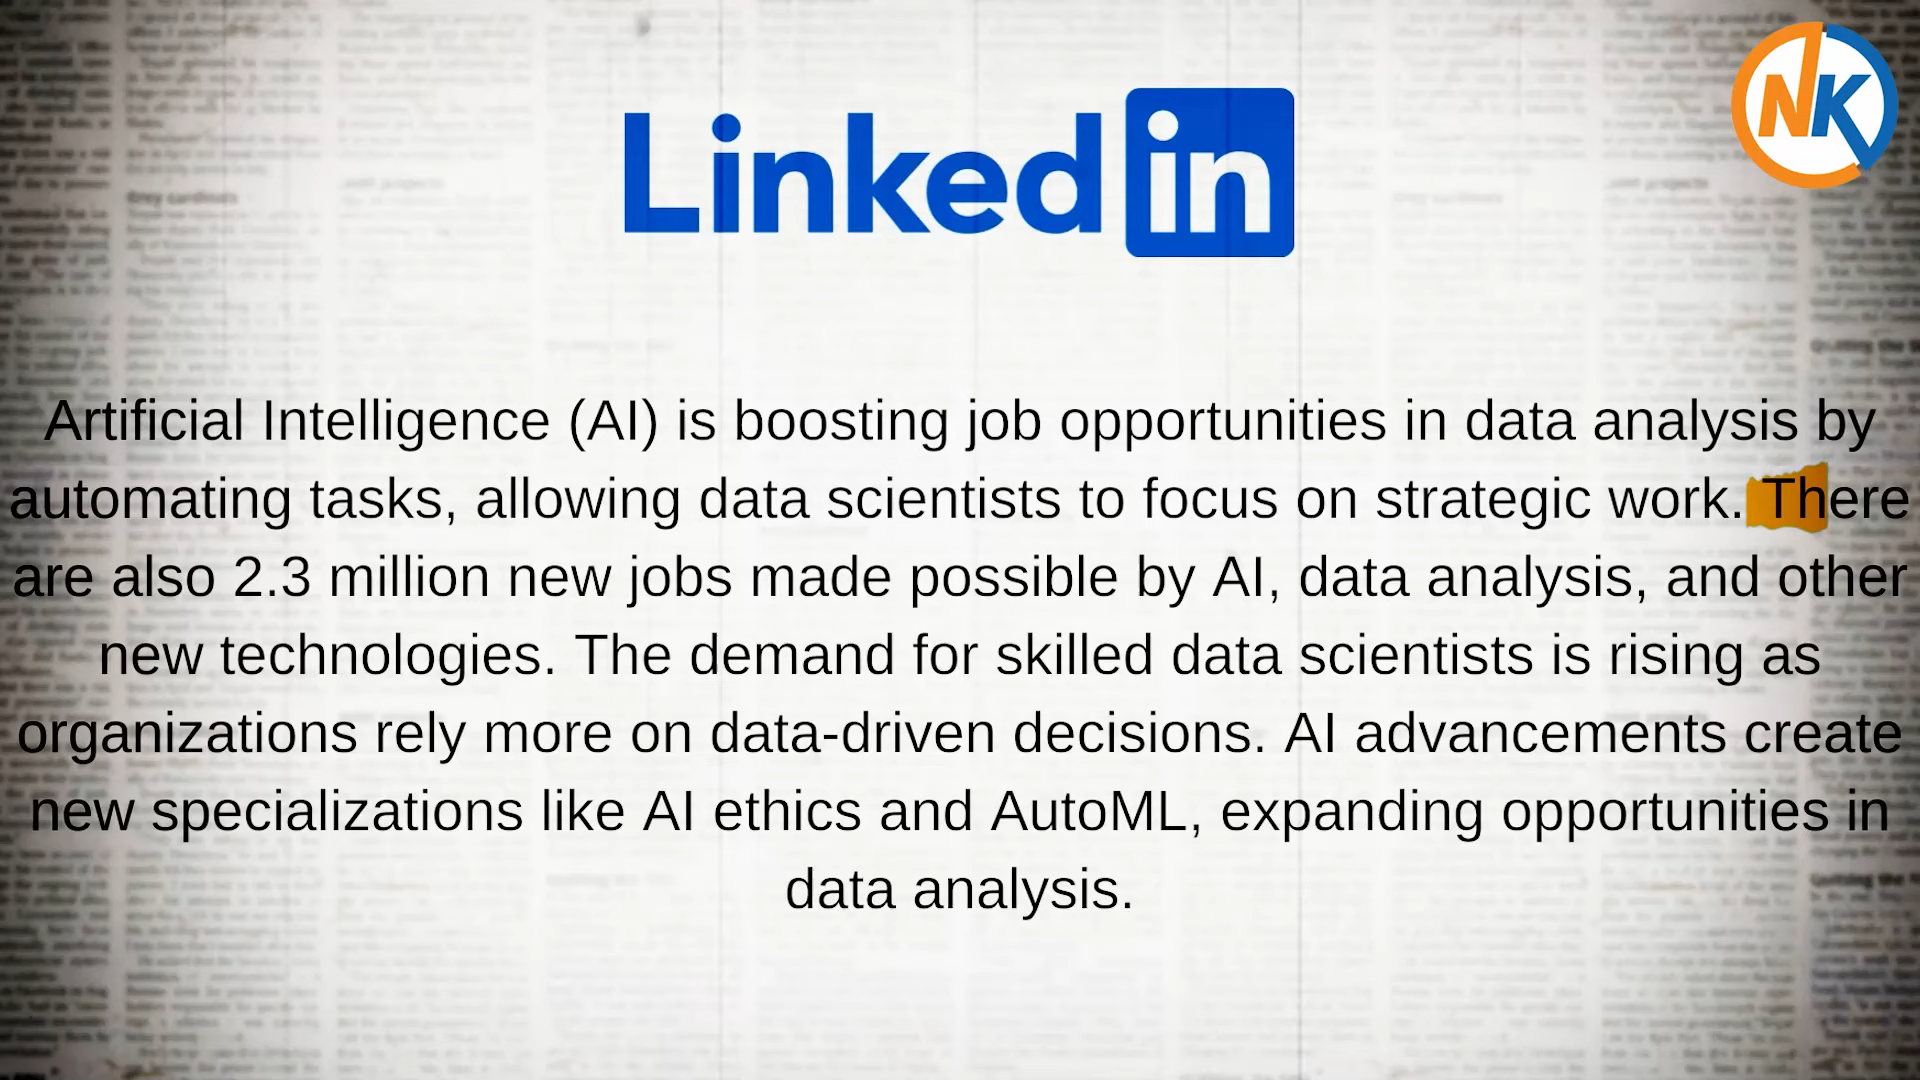 Linked in
NK
Artificial Intelligence (AI) is boosting job opportunities in data analysis by
automating tasks, allowing data scientists to focus on strategic work. There
are also 2.3 million new jobs made possible by AI, data analysis, and other
new technologies. The demand for skilled data scientists is rising as
organizations rely more on data-driven decisions. AI advancements create
new specializations like AI ethics and AutoML, expanding opportunities in
data analysis.